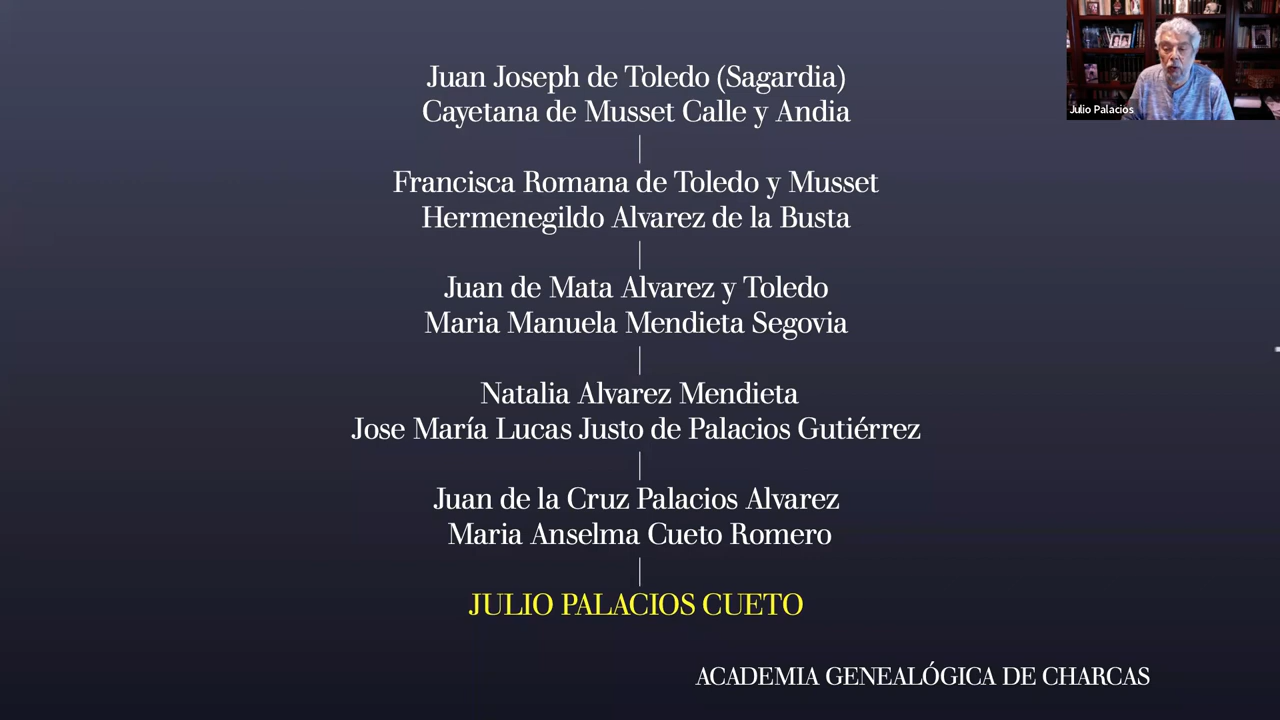 Juan Joseph de Toledo (Sagardia)
Cayetana de Musset Calle y Andia
Francisca Romana de Toledo y Musset
Hermenegildo Alvarez de la Busta
Juan de Mata Alvarez y Toledo
Maria Manuela Mendieta Segovia
Natalia Alvarez Mendieta
Jose María Lucas Justo de Palacios Gutiérrez
Juan de la Cruz Palacios Alvarez
Maria Anselma Cueto Romero
JULIO PALACIOS CUETO
ACADEMIA GENEALÓGICA DE CHARCAS
Julio Palacios